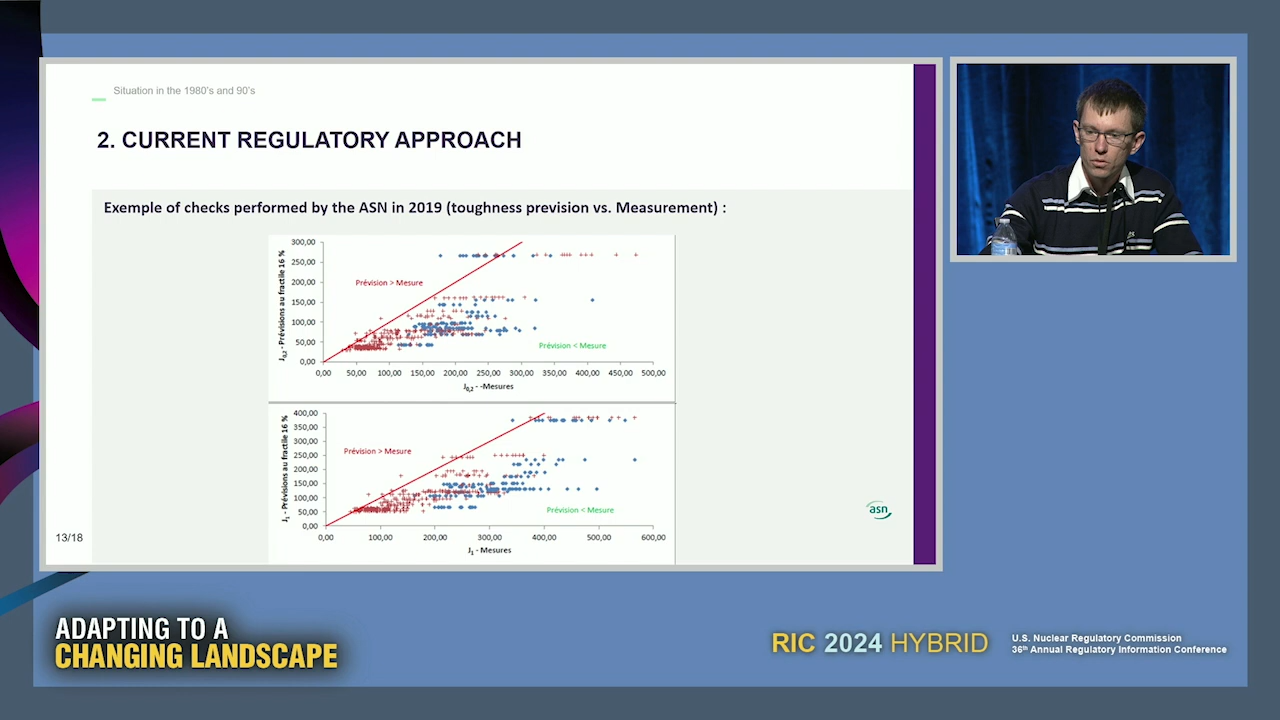 Situation in the 1980's and 90's
2. CURRENT REGULATORY APPROACH
Exemple of checks performed by the ASN in 2019 (toughness prevision vs. Measurement) :
J0,2 - Prévisions au fractile 16 %
300,00
250,00
200,00
150,00
100,00
50,00
0,00
Prévision > Mesure
Prévision < Mesure
0,00 50,00 100,00 150,00 200,00 250,00 300,00 350,00 400,00 450,00 500,00
J0,2 - -Mesures
J1 - Prévisions au fractile 16 %
400,00
350,00
300,00
250,00
200,00
150,00
100,00
50,00
0,00
Prévision > Mesure
Prévision < Mesure
0,00 100,00 200,00 300,00 400,00 500,00 600,00
J1 - Mesures
asn
13/18
ADAPTING TO A
CHANGING LANDSCAPE
RIC 2024 HYBRID
U.S. Nuclear Regulatory Commission
36th Annual Regulatory Information Conference